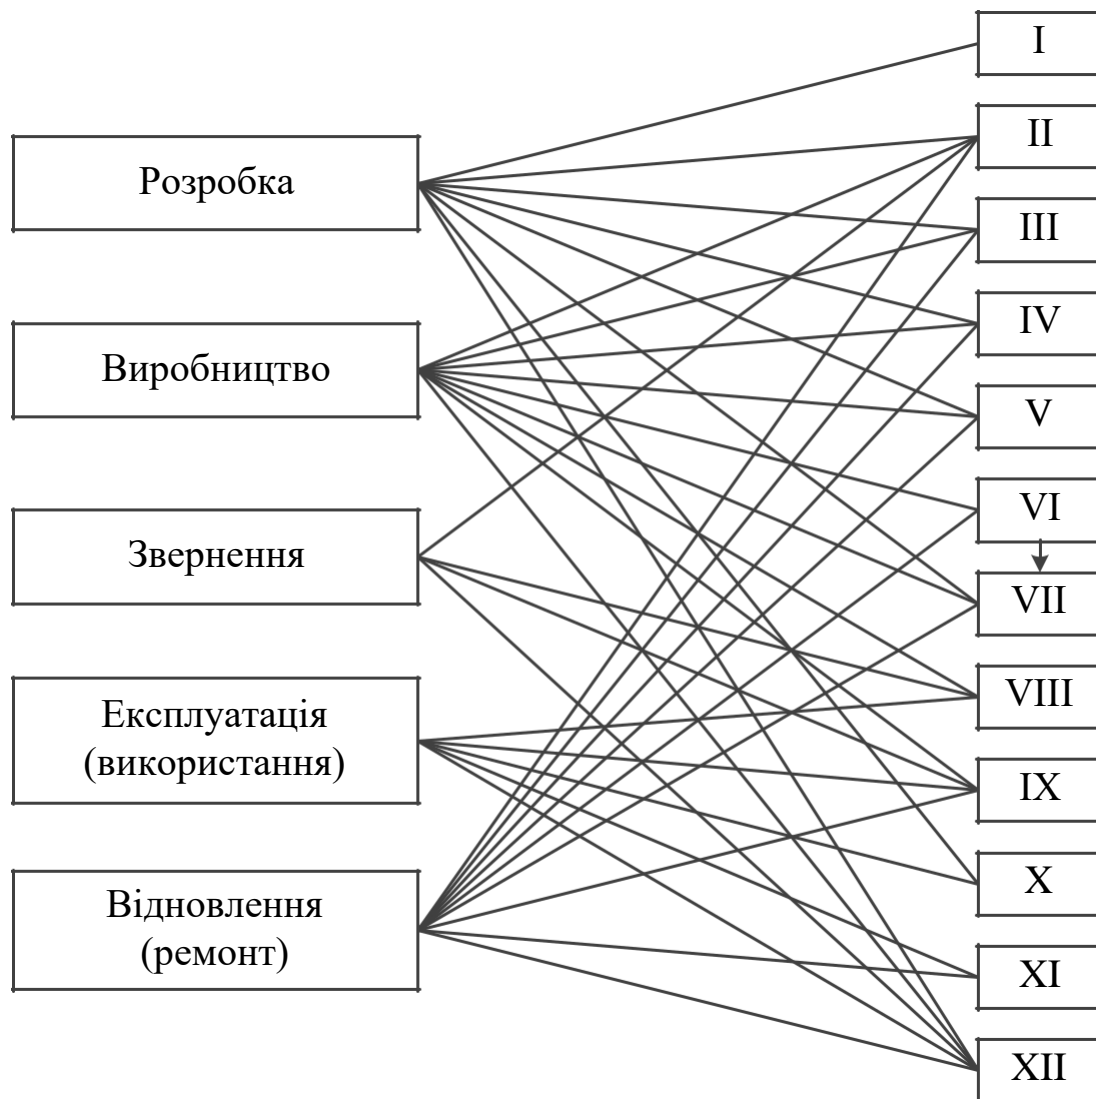 Розробка
Виробництво
Звернення
Експлуатація
(використання)
Відновлення
(ремонт)
I
II
III
IV
V
VI
VII
VIII
IX
X
XI
XII